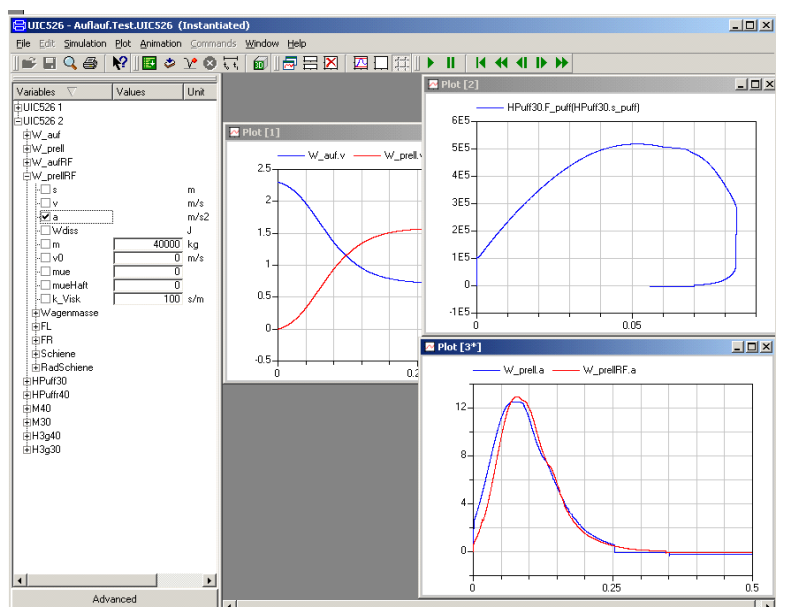 UIC526 - Auflauf.Test.UIC526 (Instantiated)
File Edit Simulation Plot Animation Commands Window Help
Variables Values Unit
UIC526 1
UIC526 2
W_auf
W_prell
W_aufRF
W_prellRF
s m
v m/s
a m/s2
Wdiss J
m 40000 kg
v0 0 m/s
mue 0
mueHaft 0
k_Visk 100 s/m
Wagenmasse
FL
FR
Schiene
RadSchiene
HPuff30
HPuffr40
M40
M30
H3g40
H3g30
Advanced
Plot [1]
W_auf.v W_prell.v
2.5
2
1.5
1
0.5
0
-0.5
0 0.2
Plot [2]
HPuff30.F_puff(HPuff30.s_puff)
6E5
5E5
4E5
3E5
2E5
1E5
0
-1E5
0 0.05
Plot [3*]
W_prell.a W_prellRF.a
12
8
4
0
0 0.25 0.5